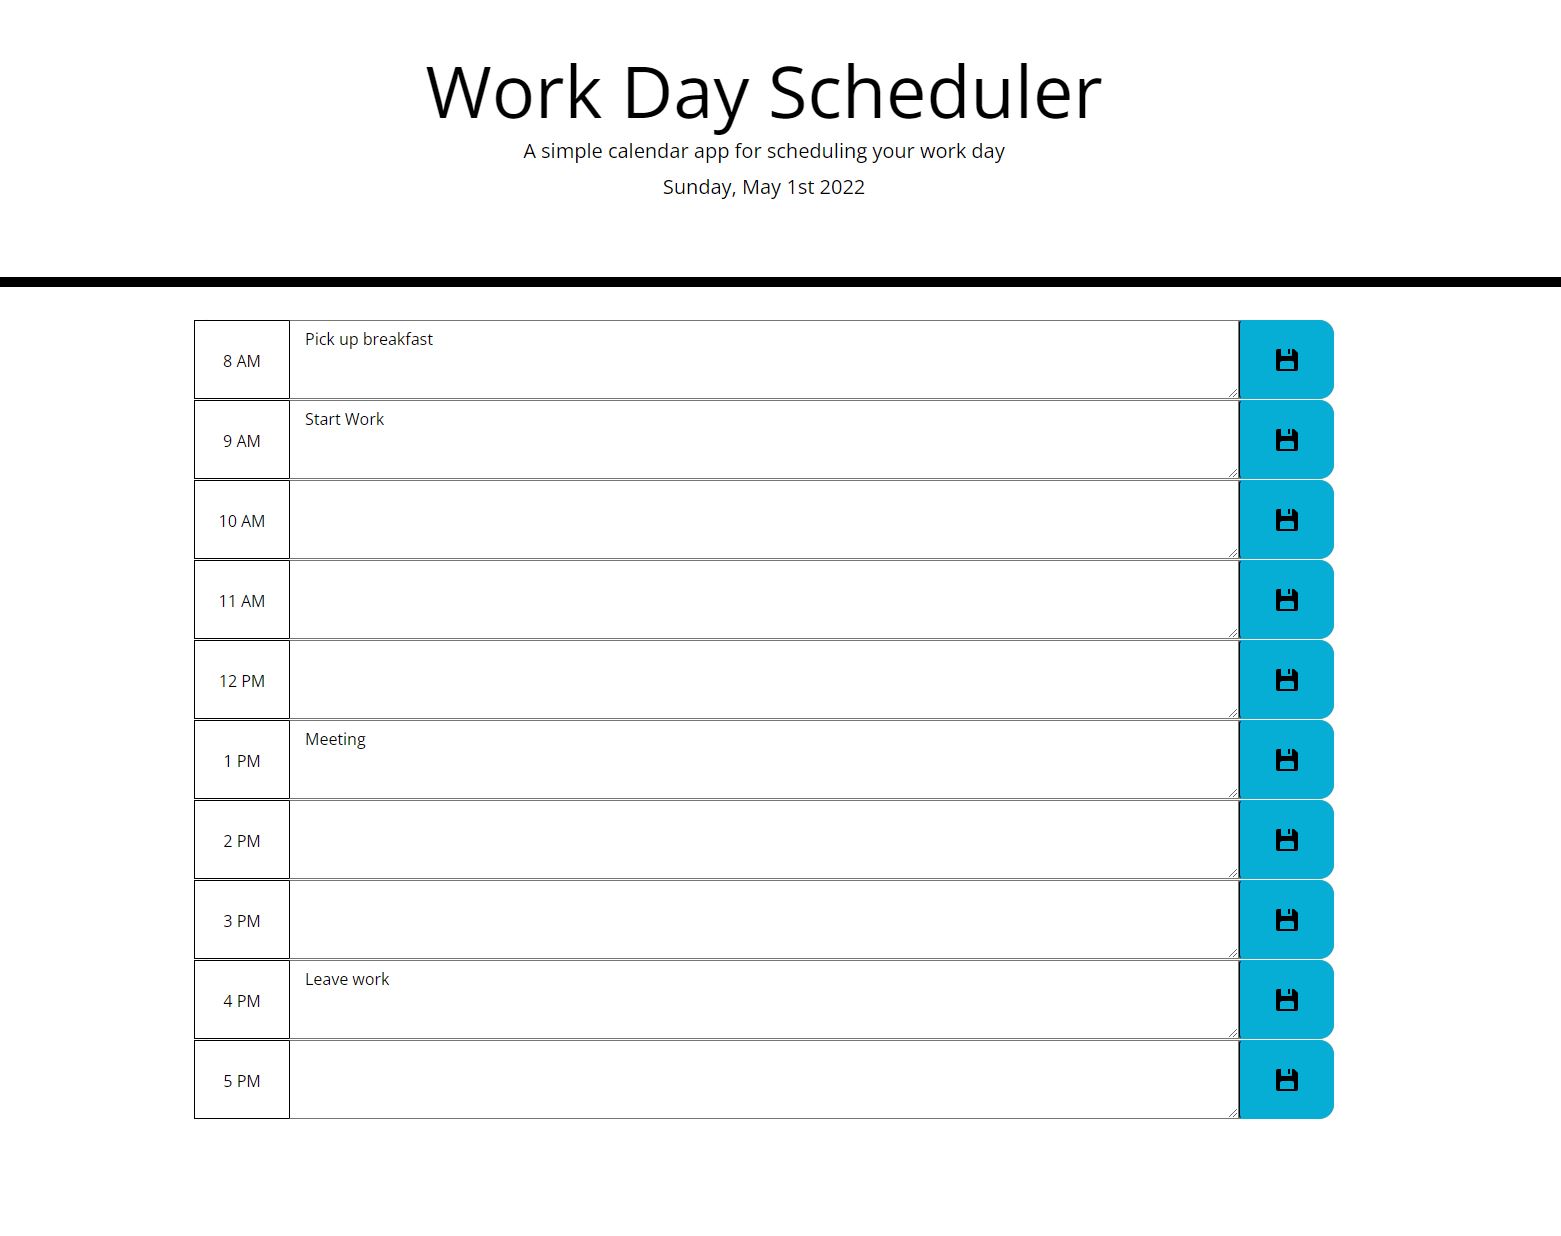 Work Day Scheduler
A simple calendar app for scheduling your work day
Sunday, May 1st 2022
8 AM
Pick up breakfast
9 AM
Start Work
10 AM
11 AM
12 PM
1 PM
Meeting
2 PM
3 PM
4 PM
Leave work
5 PM